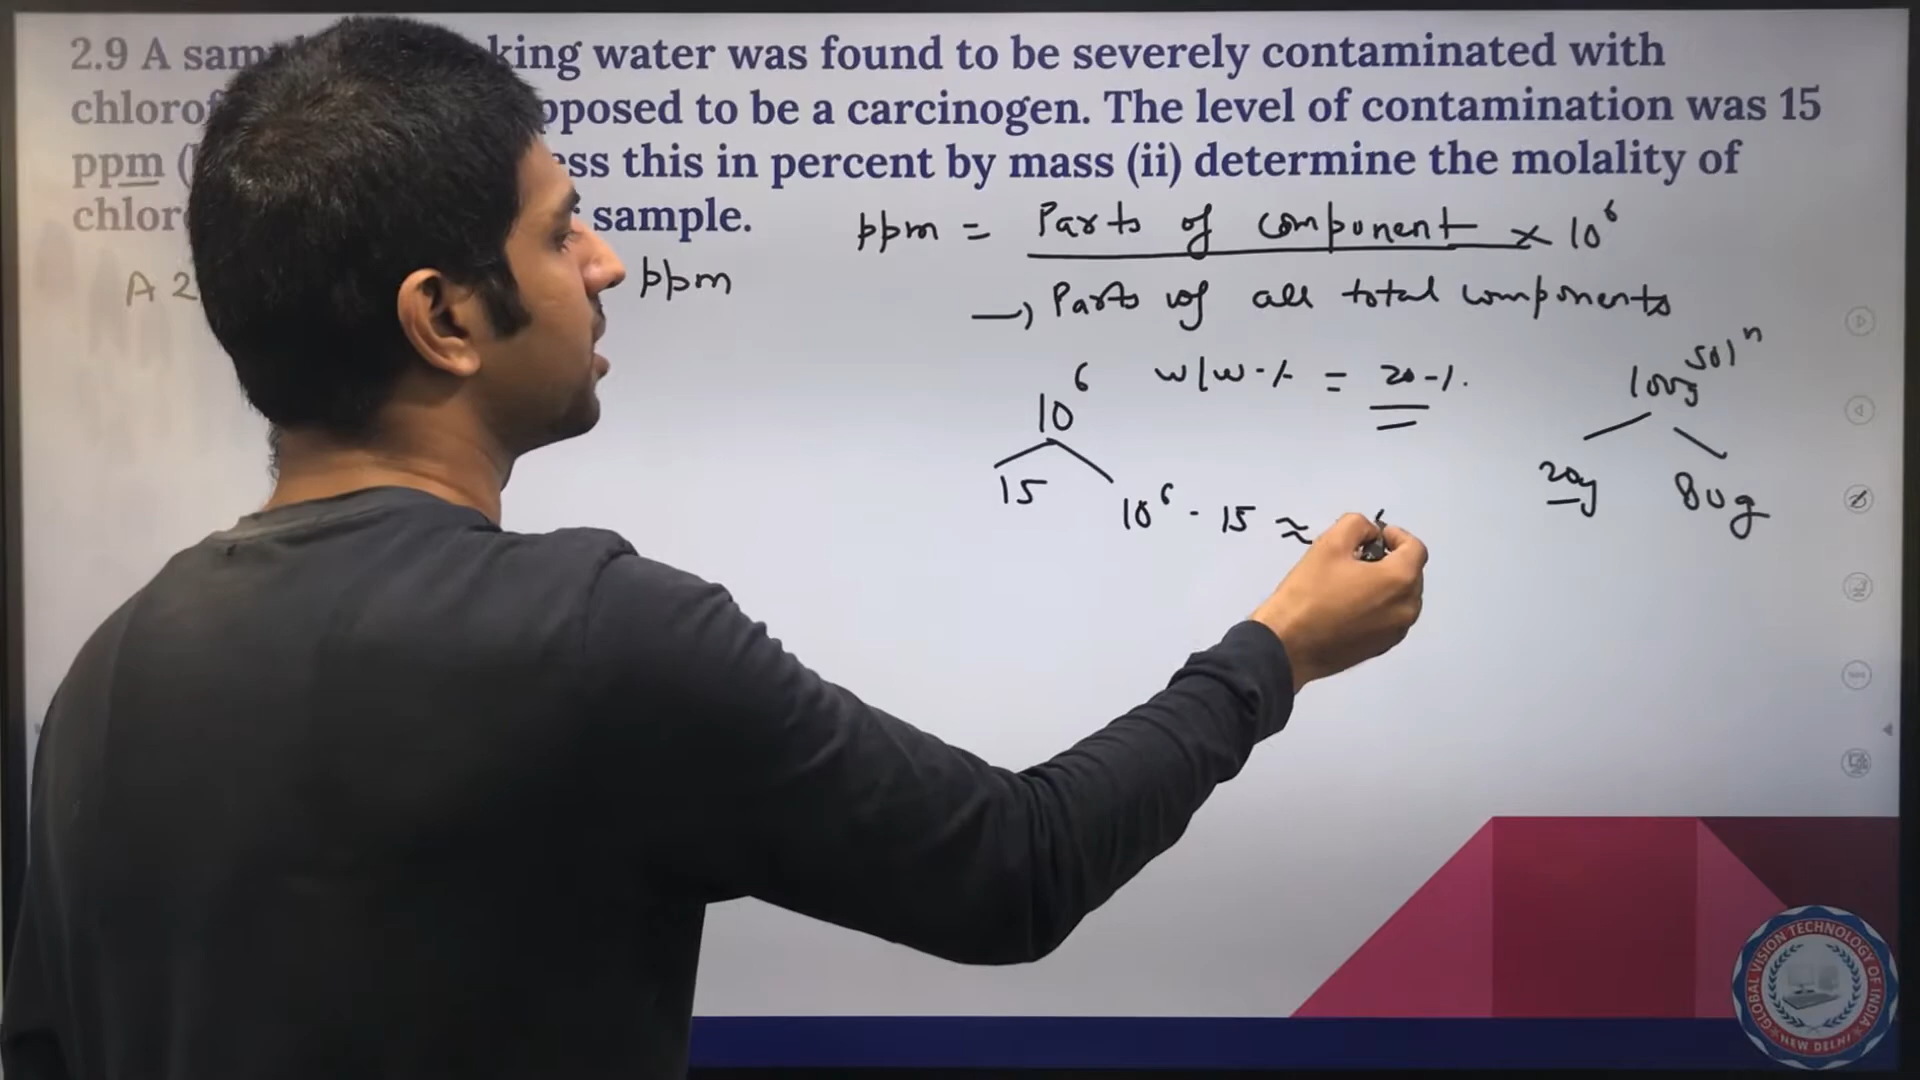 2.9 A sam king water was found to be severely contaminated with
chlorof pposed to be a carcinogen. The level of contamination was 15
ppm ( ss this in percent by mass (ii) determine the molality of
chlor sample.
ppm = Parts of component × 10⁶
A 2 ppm
→ Parts of all total components
10⁶
w/w-% = 20-%.
100g solⁿ
15
10⁶ - 15 ≈
20g
80g
GLOBAL VISION TECHNOLOGY OF INDIA
NEW DELHI